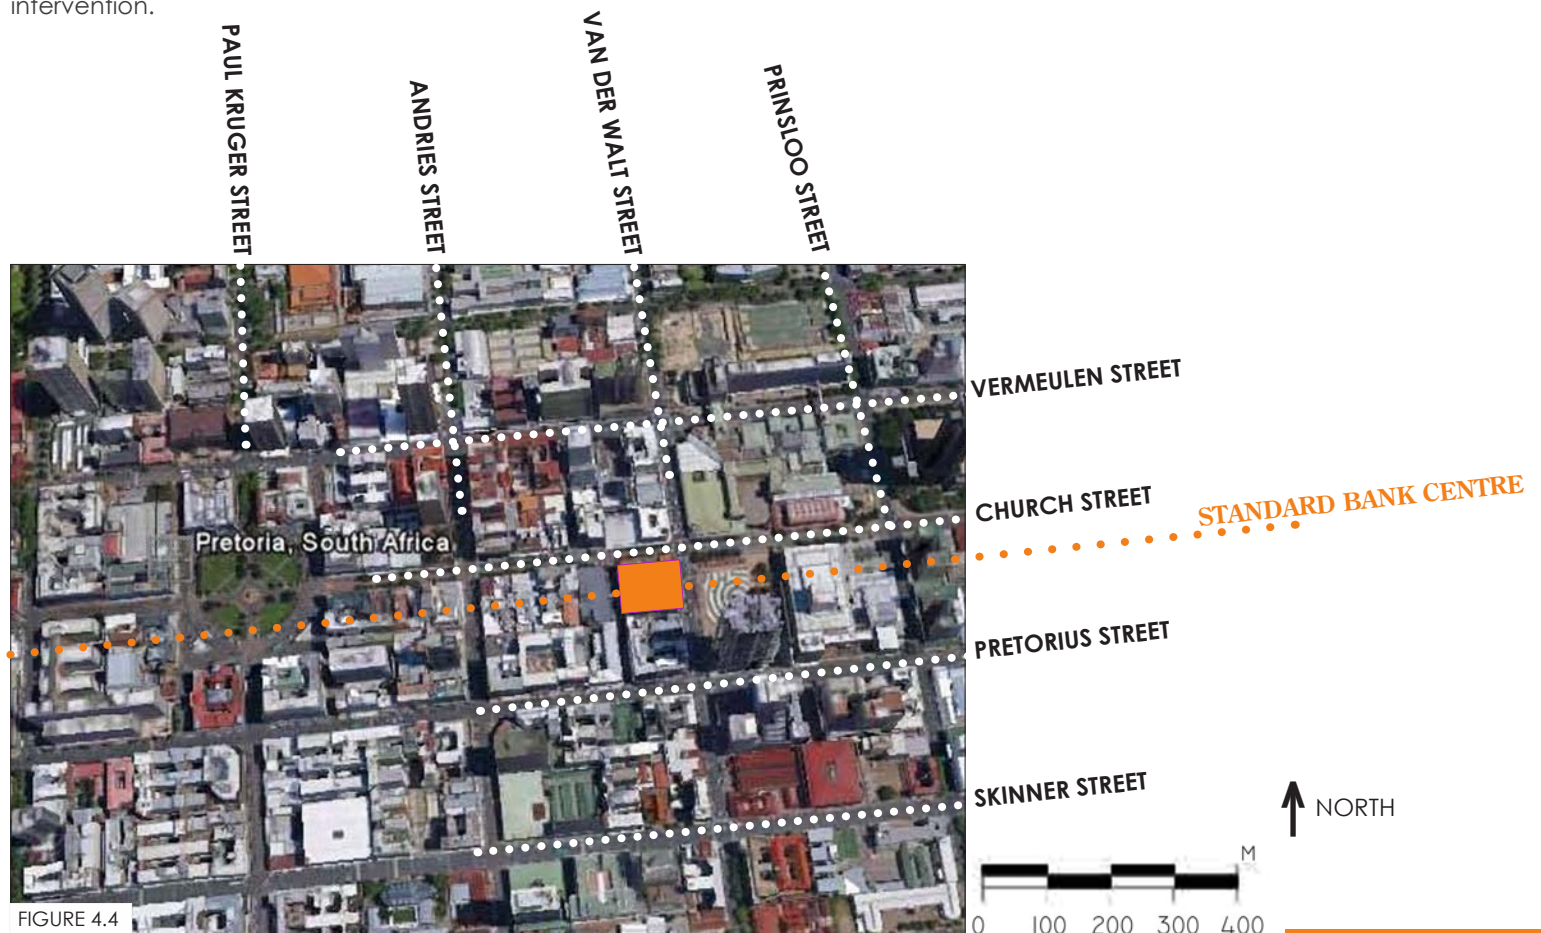 intervention.
PAUL KRUGER STREET
ANDRIES STREET
VAN DER WALT STREET
PRINSLOO STREET
VERMEULEN STREET
CHURCH STREET
STANDARD BANK CENTRE
Pretoria, South Africa
PRETORIUS STREET
SKINNER STREET
NORTH
M
0 100 200 300 400
FIGURE 4.4